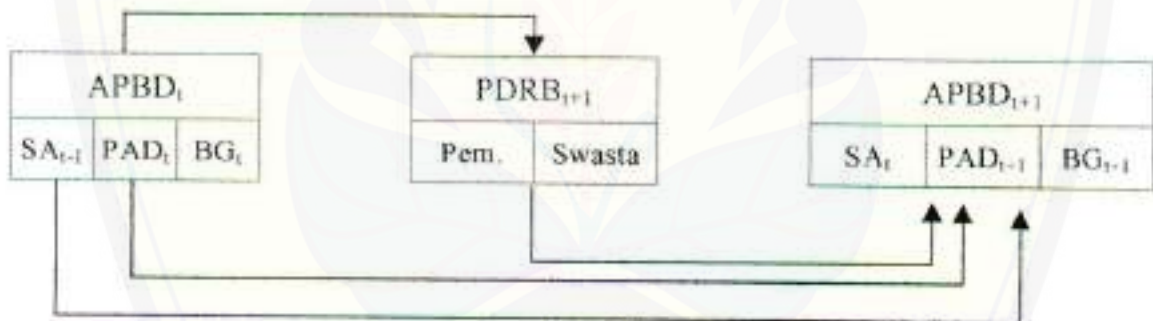 APBDₜ
SAₜ₋₁ PADₜ BGₜ
PDRBₜ₊₁
Pem. Swasta
APBDₜ₊₁
SAₜ PADₜ₋₁ BGₜ₋₁